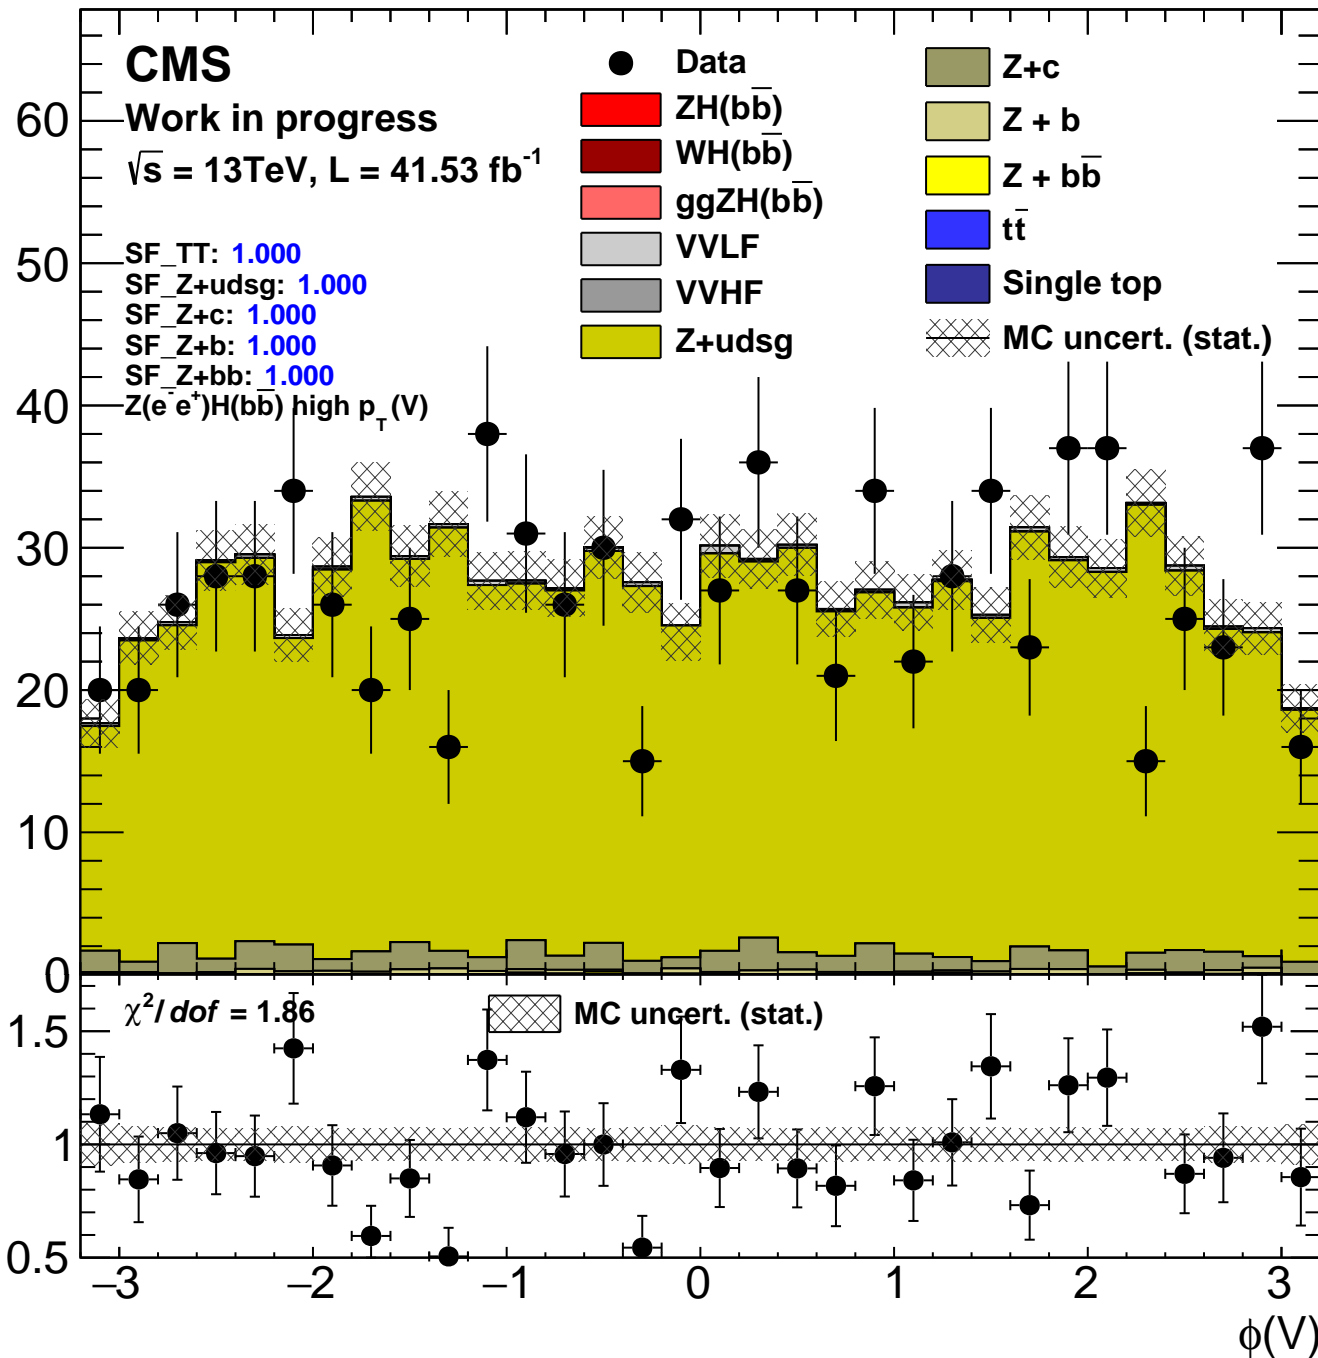 CMS
Work in progress
√s = 13TeV, L = 41.53 fb⁻¹
SF_TT: 1.000
SF_Z+udsg: 1.000
SF_Z+c: 1.000
SF_Z+b: 1.000
SF_Z+bb: 1.000
Z(e⁻e⁺)H(bb̅) high p_T(V)
Data
ZH(bb̅)
WH(bb̅)
ggZH(bb̅)
VVLF
VVHF
Z+udsg
Z+c
Z + b
Z + bb̅
tt̅
Single top
MC uncert. (stat.)
60
50
40
30
20
10
0
χ²/dof = 1.86
MC uncert. (stat.)
1.5
1
0.5
−3 −2 −1 0 1 2 3
ϕ(V)